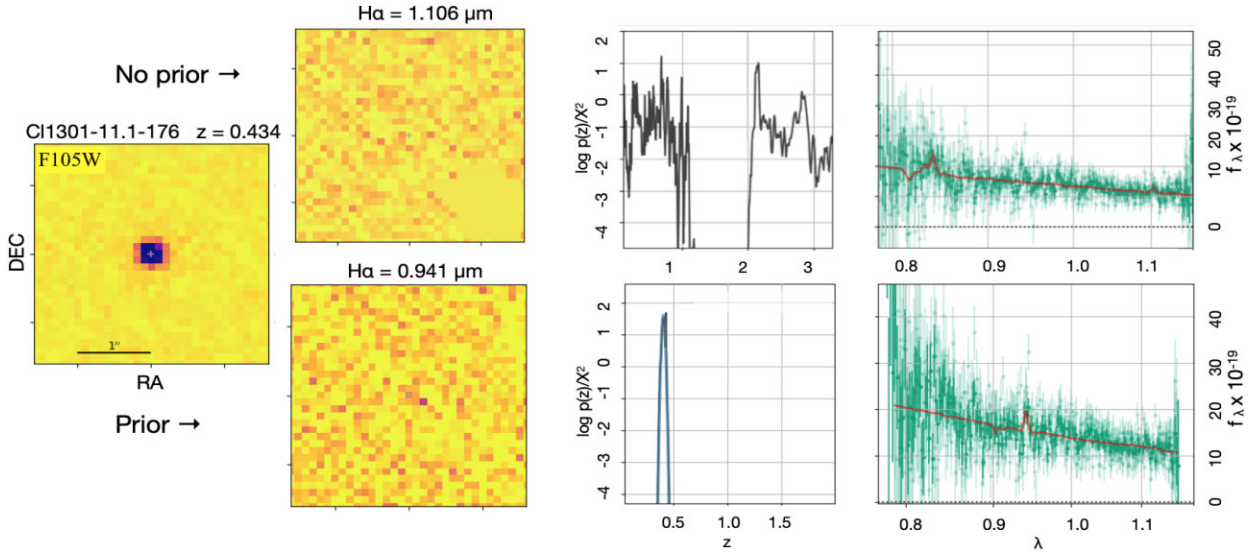 Hα = 1.106 μm
No prior →
Cl1301-11.1-176 z = 0.434
F105W
DEC
1"
RA
Hα = 0.941 μm
Prior →
log p(z)/X²
2
1
0
-1
-2
-3
-4
1 2 3
50
40
30
20
10
0
f λ x 10⁻¹⁹
0.8 0.9 1.0 1.1
log p(z)/X²
2
1
0
-1
-2
-3
-4
0.5 1.0 1.5
z
40
30
20
10
0
f λ x 10⁻¹⁹
0.8 0.9 1.0 1.1
λ